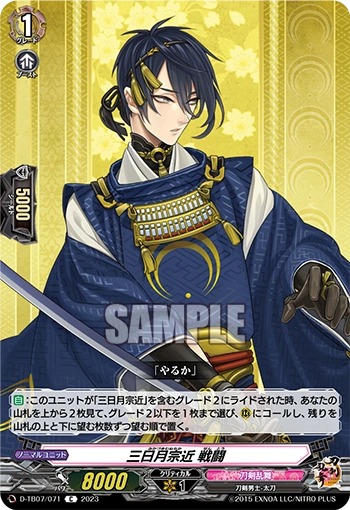 1
グレード
ブースト
5000
シールド
SAMPLE
「やるか」
自:このユニットが「三日月宗近」を含むグレード2にライドされた時、あなたの
山札を上から2枚見て、グレード2以下を1枚まで選び、Ⓡにコールし、残りを
山札の上と下に望む枚数ずつ望む順で置く。
ノーマルユニット
三日月宗近 戦闘
パワー
8000
クリティカル
1
刀剣乱舞
刀剣男士・太刀
D-TB07/071 C 2023
©2015 EXNOA LLC/NITRO PLUS